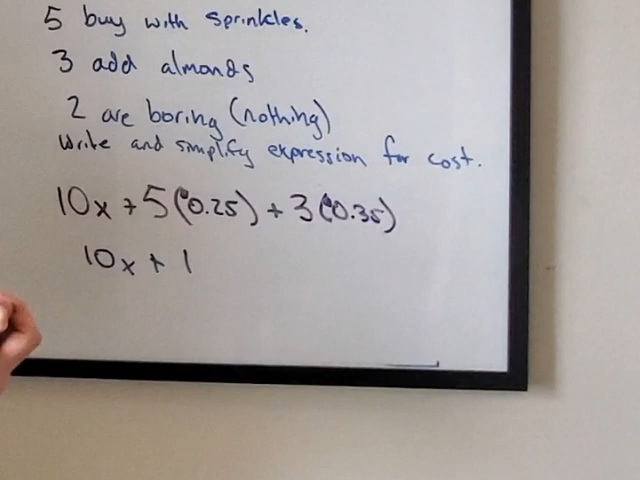 5 buy with sprinkles.
3 add almonds
2 are boring (nothing)
Write and simplify expression for cost.
10x + 5(0.25) + 3(0.35)
10x + 1